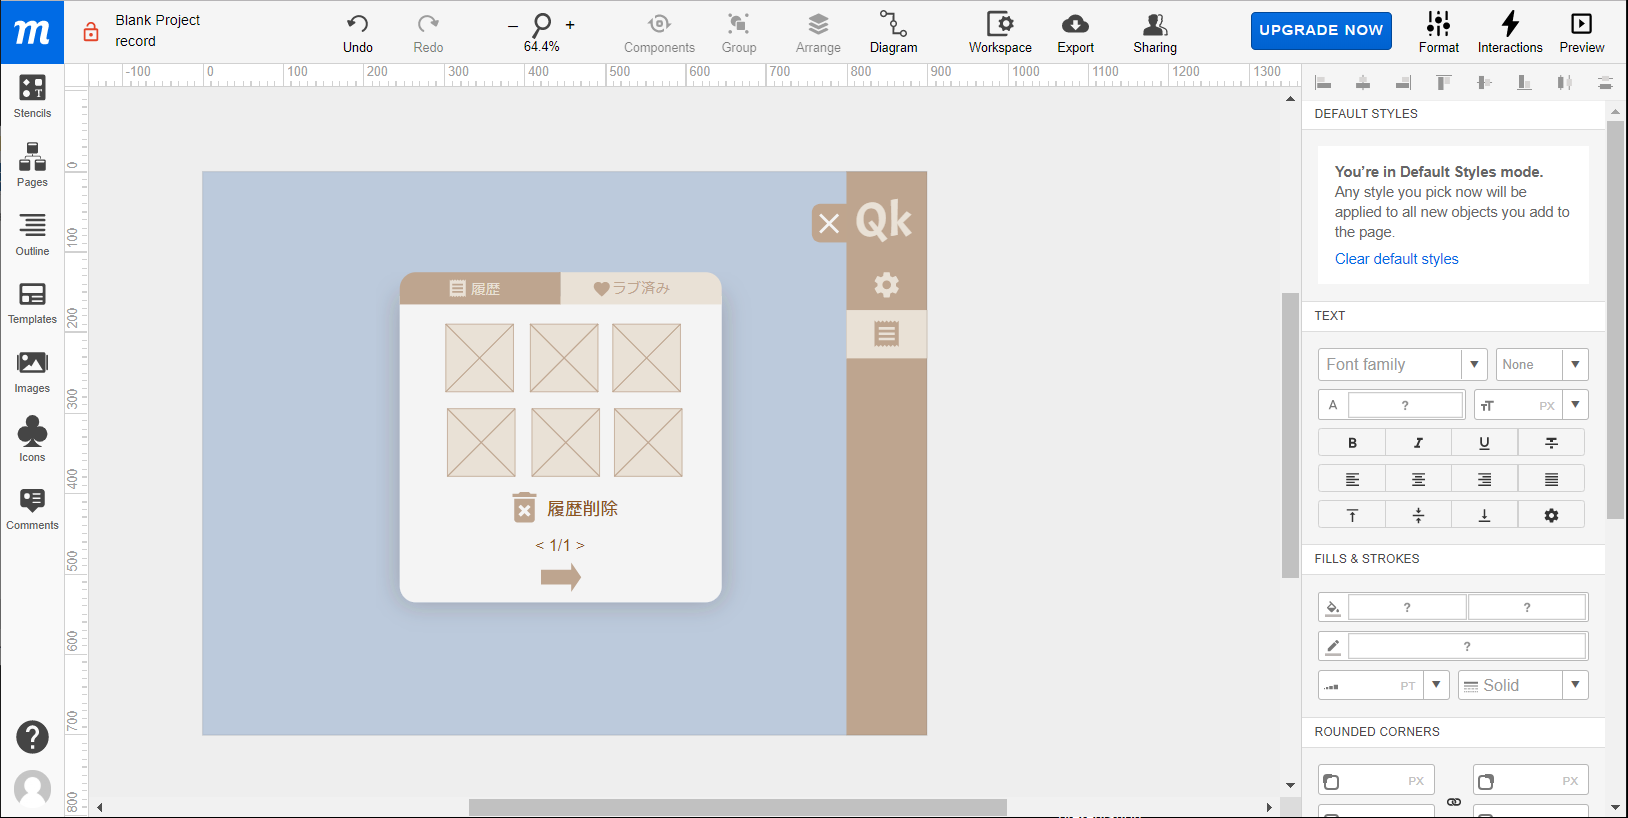 m
Blank Project
record
Undo
Redo
– +
64.4%
Components
Group
Arrange
Diagram
Workspace
Export
Sharing
UPGRADE NOW
Format
Interactions
Preview
Stencils
Pages
Outline
Templates
Images
Icons
Comments
?
-100 0 100 200 300 400 500 600 700 800 900 1000 1100 1200 1300
0
100
200
300
400
500
600
700
800
Qk
履歴
ラブ済み
履歴削除
< 1/1 >
DEFAULT STYLES
You're in Default Styles mode.
Any style you pick now will be
applied to all new objects you add to
the page.
Clear default styles
TEXT
Font family
None
A ?
TT PX
B I U T
FILLS & STROKES
? ?
?
PT
Solid
ROUNDED CORNERS
PX
PX